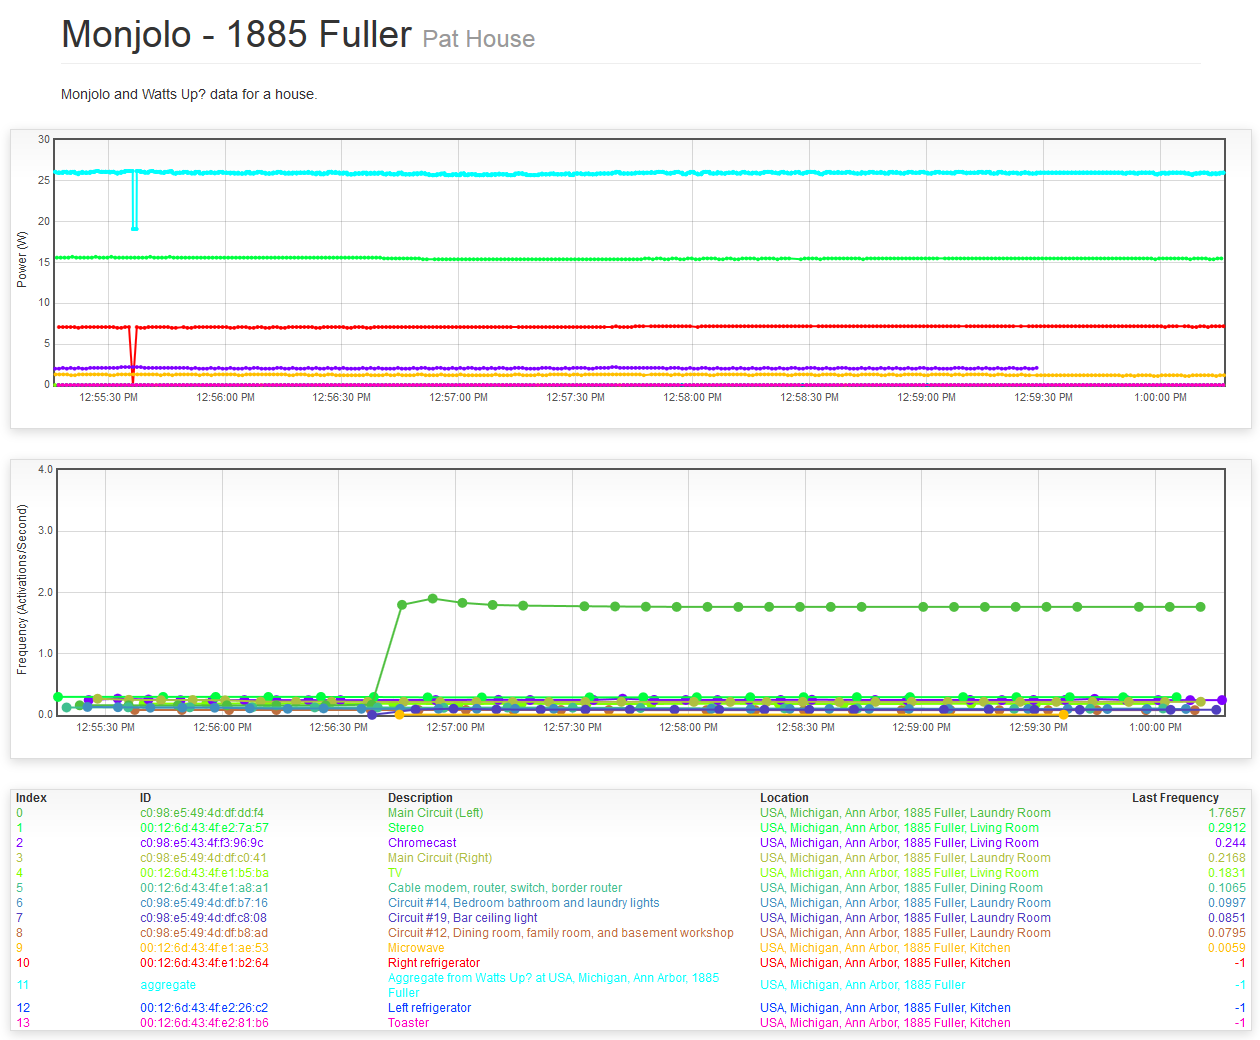 Monjolo - 1885 Fuller Pat House
Monjolo and Watts Up? data for a house.
30
25
20
15
10
5
0
Power (W)
12:55:30 PM 12:56:00 PM 12:56:30 PM 12:57:00 PM 12:57:30 PM 12:58:00 PM 12:58:30 PM 12:59:00 PM 12:59:30 PM 1:00:00 PM
4.0
3.0
2.0
1.0
0.0
Frequency (Activations/Second)
12:55:30 PM 12:56:00 PM 12:56:30 PM 12:57:00 PM 12:57:30 PM 12:58:00 PM 12:58:30 PM 12:59:00 PM 12:59:30 PM 1:00:00 PM
Index ID Description Location Last Frequency
0 c0:98:e5:49:4d:df:dd:f4 Main Circuit (Left) USA, Michigan, Ann Arbor, 1885 Fuller, Laundry Room 1.7657
1 00:12:6d:43:4f:e2:7a:57 Stereo USA, Michigan, Ann Arbor, 1885 Fuller, Living Room 0.2912
2 c0:98:e5:43:4f:f3:96:9c Chromecast USA, Michigan, Ann Arbor, 1885 Fuller, Living Room 0.244
3 c0:98:e5:49:4d:df:c0:41 Main Circuit (Right) USA, Michigan, Ann Arbor, 1885 Fuller, Laundry Room 0.2168
4 00:12:6d:43:4f:e1:b5:ba TV USA, Michigan, Ann Arbor, 1885 Fuller, Living Room 0.1831
5 00:12:6d:43:4f:e1:a8:a1 Cable modem, router, switch, border router USA, Michigan, Ann Arbor, 1885 Fuller, Dining Room 0.1065
6 c0:98:e5:49:4d:df:b7:16 Circuit #14, Bedroom bathroom and laundry lights USA, Michigan, Ann Arbor, 1885 Fuller, Laundry Room 0.0997
7 c0:98:e5:49:4d:df:c8:08 Circuit #19, Bar ceiling light USA, Michigan, Ann Arbor, 1885 Fuller, Laundry Room 0.0851
8 c0:98:e5:49:4d:df:b8:ad Circuit #12, Dining room, family room, and basement workshop USA, Michigan, Ann Arbor, 1885 Fuller, Laundry Room 0.0795
9 00:12:6d:43:4f:e1:ae:53 Microwave USA, Michigan, Ann Arbor, 1885 Fuller, Kitchen 0.0059
10 00:12:6d:43:4f:e1:b2:64 Right refrigerator USA, Michigan, Ann Arbor, 1885 Fuller, Kitchen -1
11 aggregate Aggregate from Watts Up? at USA, Michigan, Ann Arbor, 1885 USA, Michigan, Ann Arbor, 1885 Fuller -1
Fuller
12 00:12:6d:43:4f:e2:26:c2 Left refrigerator USA, Michigan, Ann Arbor, 1885 Fuller, Kitchen -1
13 00:12:6d:43:4f:e2:81:b6 Toaster USA, Michigan, Ann Arbor, 1885 Fuller, Kitchen -1